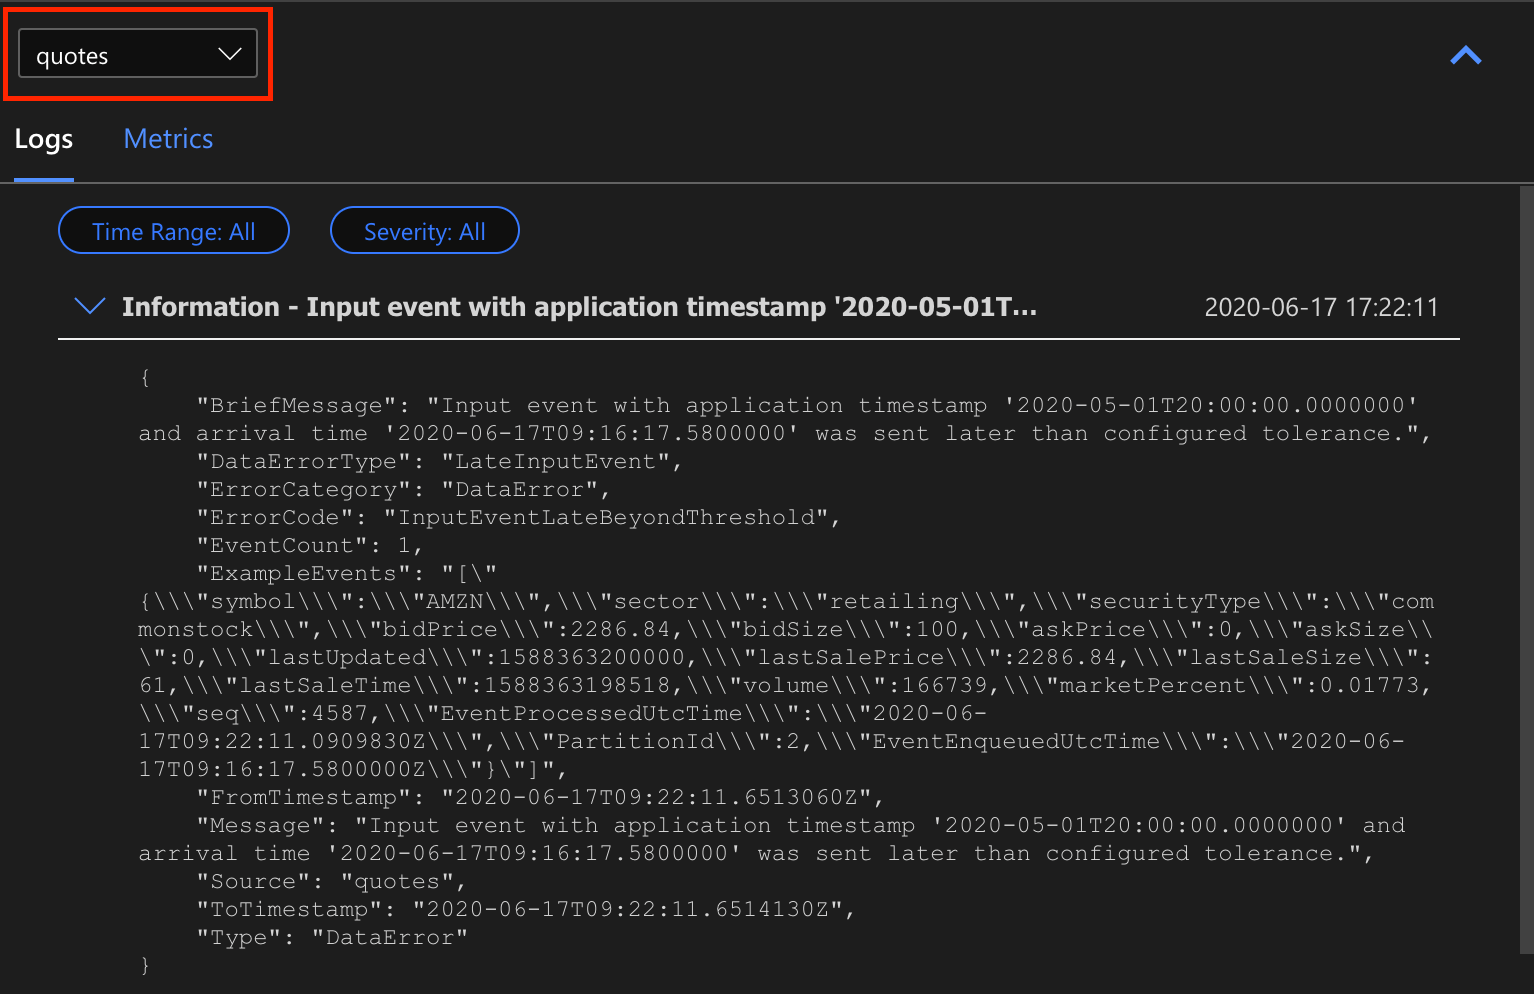 quotes
Logs Metrics
Time Range: All Severity: All
Information - Input event with application timestamp '2020-05-01T... 2020-06-17 17:22:11
{
"BriefMessage": "Input event with application timestamp '2020-05-01T20:00:00.0000000'
and arrival time '2020-06-17T09:16:17.5800000' was sent later than configured tolerance.",
"DataErrorType": "LateInputEvent",
"ErrorCategory": "DataError",
"ErrorCode": "InputEventLateBeyondThreshold",
"EventCount": 1,
"ExampleEvents": "[\"
{\\\"symbol\\\":\\\"AMZN\\\",\\\"sector\\\":\\\"retailing\\\",\\\"securityType\\\":\\\"com
monstock\\\",\\\"bidPrice\\\":2286.84,\\\"bidSize\\\":100,\\\"askPrice\\\":0,\\\"askSize\\
\":0,\\\"lastUpdated\\\":1588363200000,\\\"lastSalePrice\\\":2286.84,\\\"lastSaleSize\\\":
61,\\\"lastSaleTime\\\":1588363198518,\\\"volume\\\":166739,\\\"marketPercent\\\":0.01773,
\\\"seq\\\":4587,\\\"EventProcessedUtcTime\\\":\\\"2020-06-
17T09:22:11.0909830Z\\\",\\\"PartitionId\\\":2,\\\"EventEnqueuedUtcTime\\\":\\\"2020-06-
17T09:16:17.5800000Z\\\"}\"]",
"FromTimestamp": "2020-06-17T09:22:11.6513060Z",
"Message": "Input event with application timestamp '2020-05-01T20:00:00.0000000' and
arrival time '2020-06-17T09:16:17.5800000' was sent later than configured tolerance.",
"Source": "quotes",
"ToTimestamp": "2020-06-17T09:22:11.6514130Z",
"Type": "DataError"
}